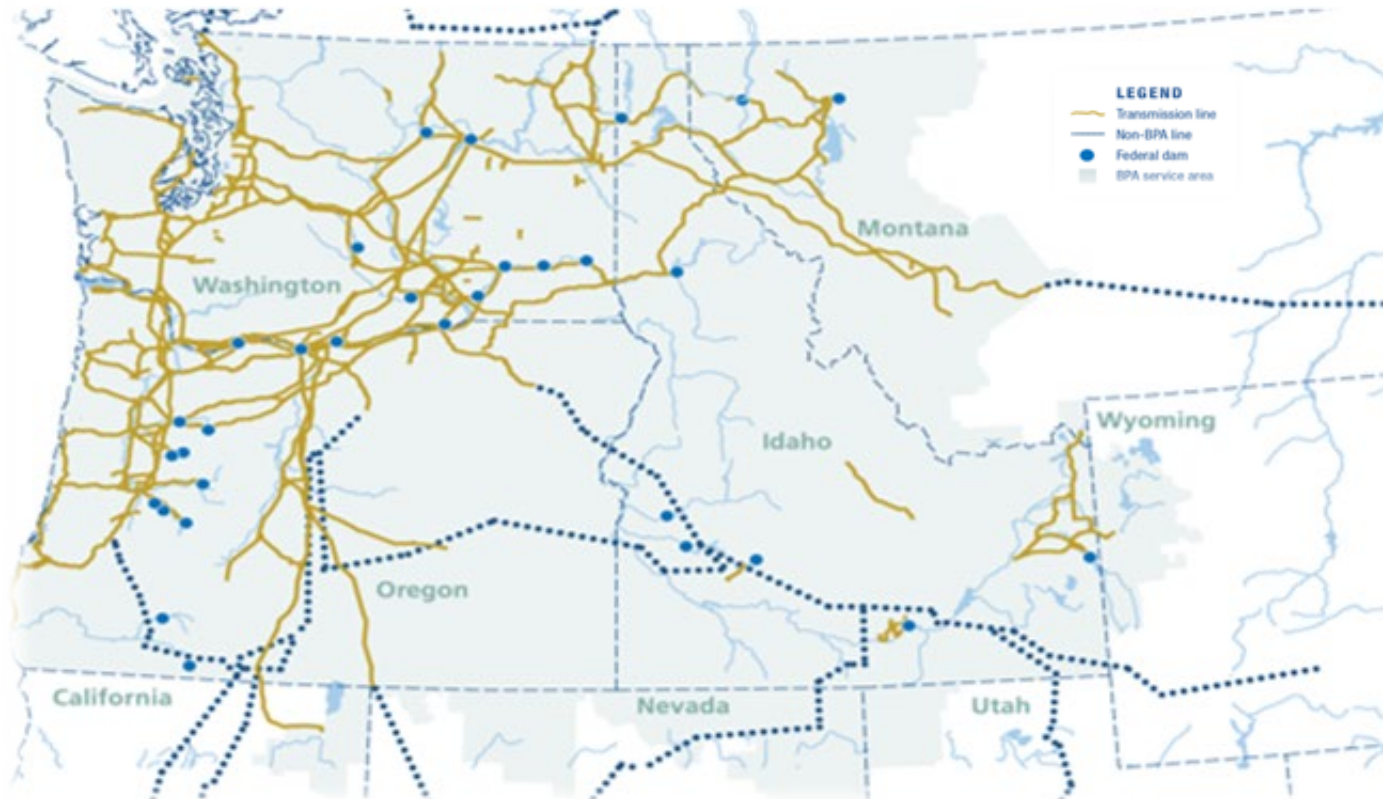 LEGEND
Transmission line
Non-BPA line
Federal dam
BPA service area
Montana
Washington
Wyoming
Idaho
Oregon
California
Nevada
Utah